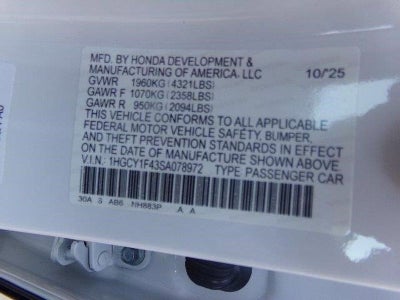 MFD. BY HONDA DEVELOPMENT &
MANUFACTURING OF AMERICA, LLC 10/25
GVWR 1960KG (4321LBS)
GAWR F 1070KG (2358LBS)
GAWR R 950KG (2094LBS)
THIS VEHICLE CONFORMS TO ALL APPLICABLE
FEDERAL MOTOR VEHICLE SAFETY, BUMPER,
AND THEFT PREVENTION STANDARDS IN EFFECT
ON THE DATE OF MANUFACTURE SHOWN ABOVE.
V.I.N.: 1HGCY1F43SA078972 TYPE PASSENGER CAR
30A S AB6 NH883P A A